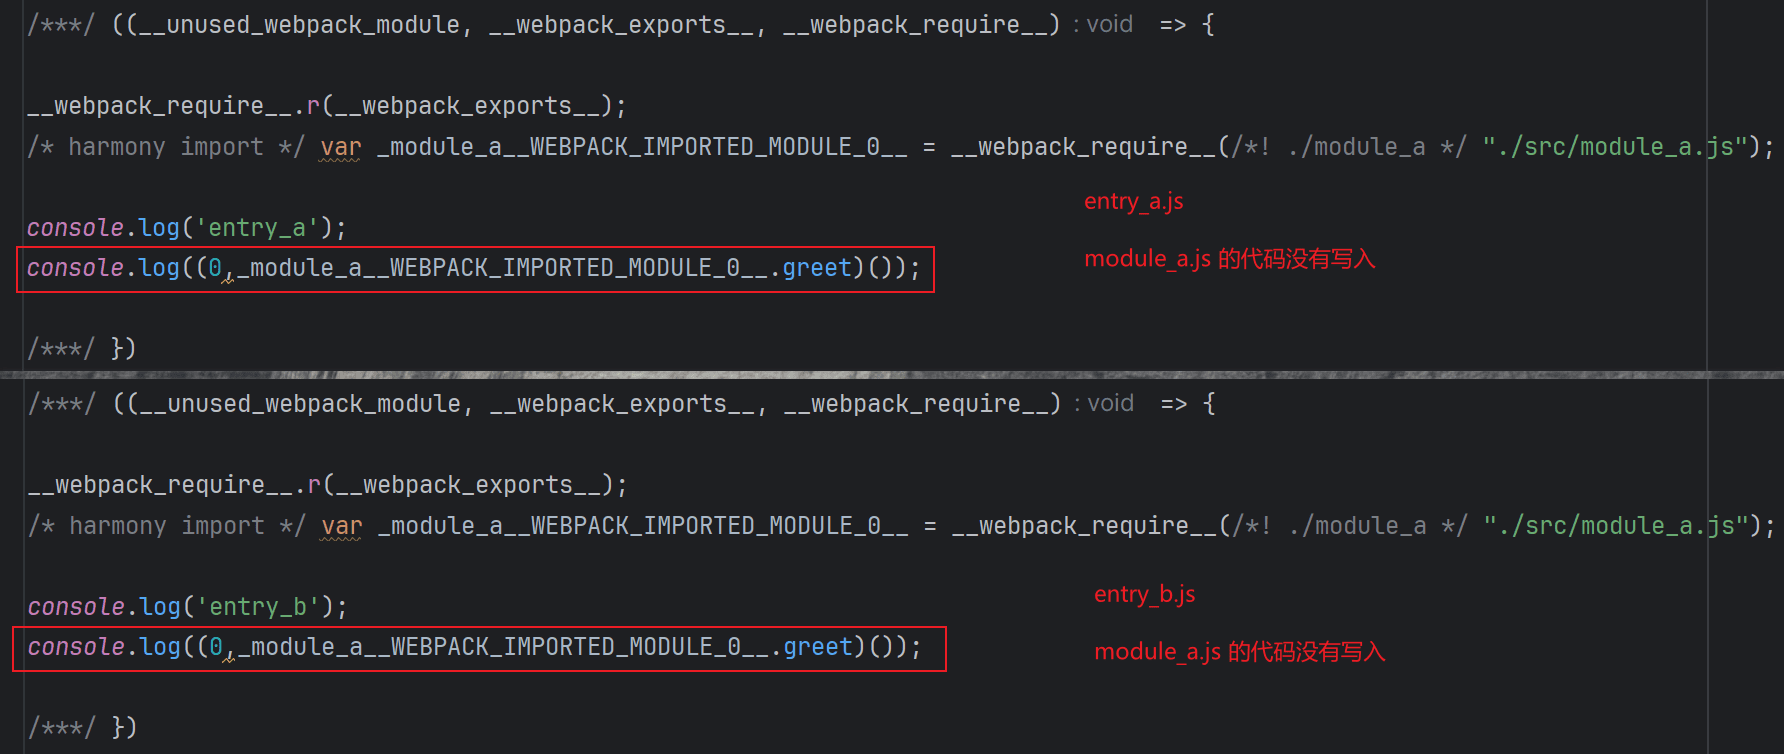 /***/ ((__unused_webpack_module, __webpack_exports__, __webpack_require__) : void => {
__webpack_require__.r(__webpack_exports__);
/* harmony import */ var _module_a__WEBPACK_IMPORTED_MODULE_0__ = __webpack_require__(/*! ./module_a */ "./src/module_a.js");
entry_a.js
console.log('entry_a');
module_a.js 的代码没有写入
console.log((0,_module_a__WEBPACK_IMPORTED_MODULE_0__.greet)());
/***/ })
/***/ ((__unused_webpack_module, __webpack_exports__, __webpack_require__) : void => {
__webpack_require__.r(__webpack_exports__);
/* harmony import */ var _module_a__WEBPACK_IMPORTED_MODULE_0__ = __webpack_require__(/*! ./module_a */ "./src/module_a.js");
entry_b.js
console.log('entry_b');
module_a.js 的代码没有写入
console.log((0,_module_a__WEBPACK_IMPORTED_MODULE_0__.greet)());
/***/ })